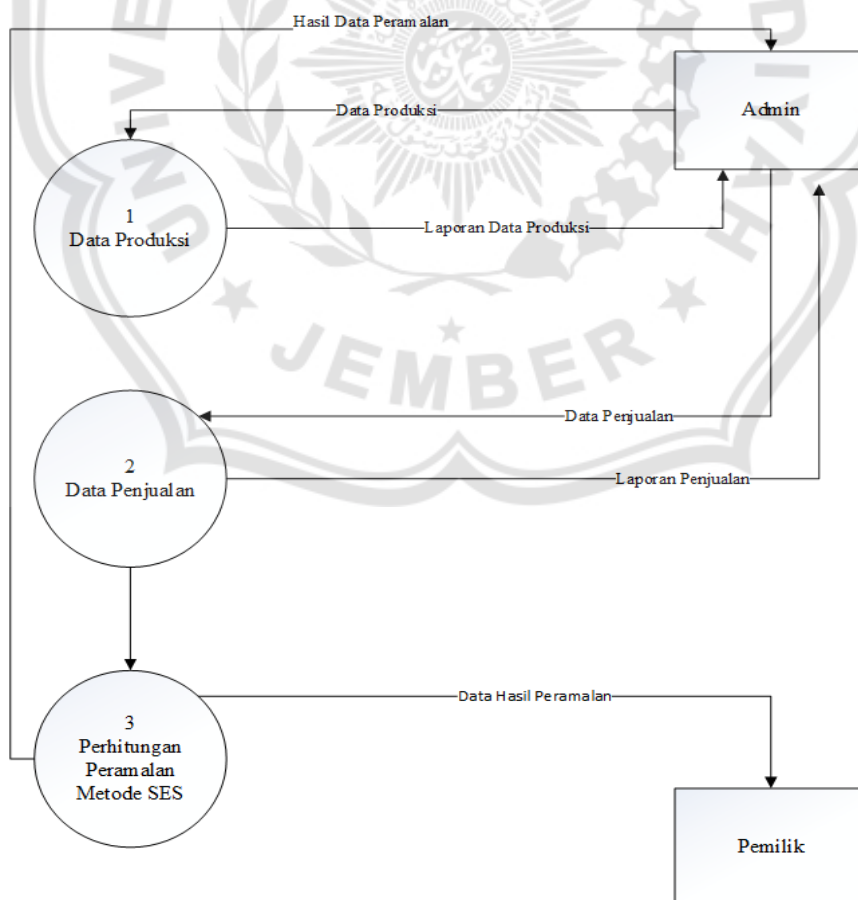 Hasil Data Peramalan
Data Produksi
Admin
1
Data Produksi
Laporan Data Produksi
JEMBER
Data Penjualan
2
Data Penjualan
Laporan Penjualan
3
Perhitungan
Peramalan
Metode SES
Data Hasil Peramalan
Pemilik